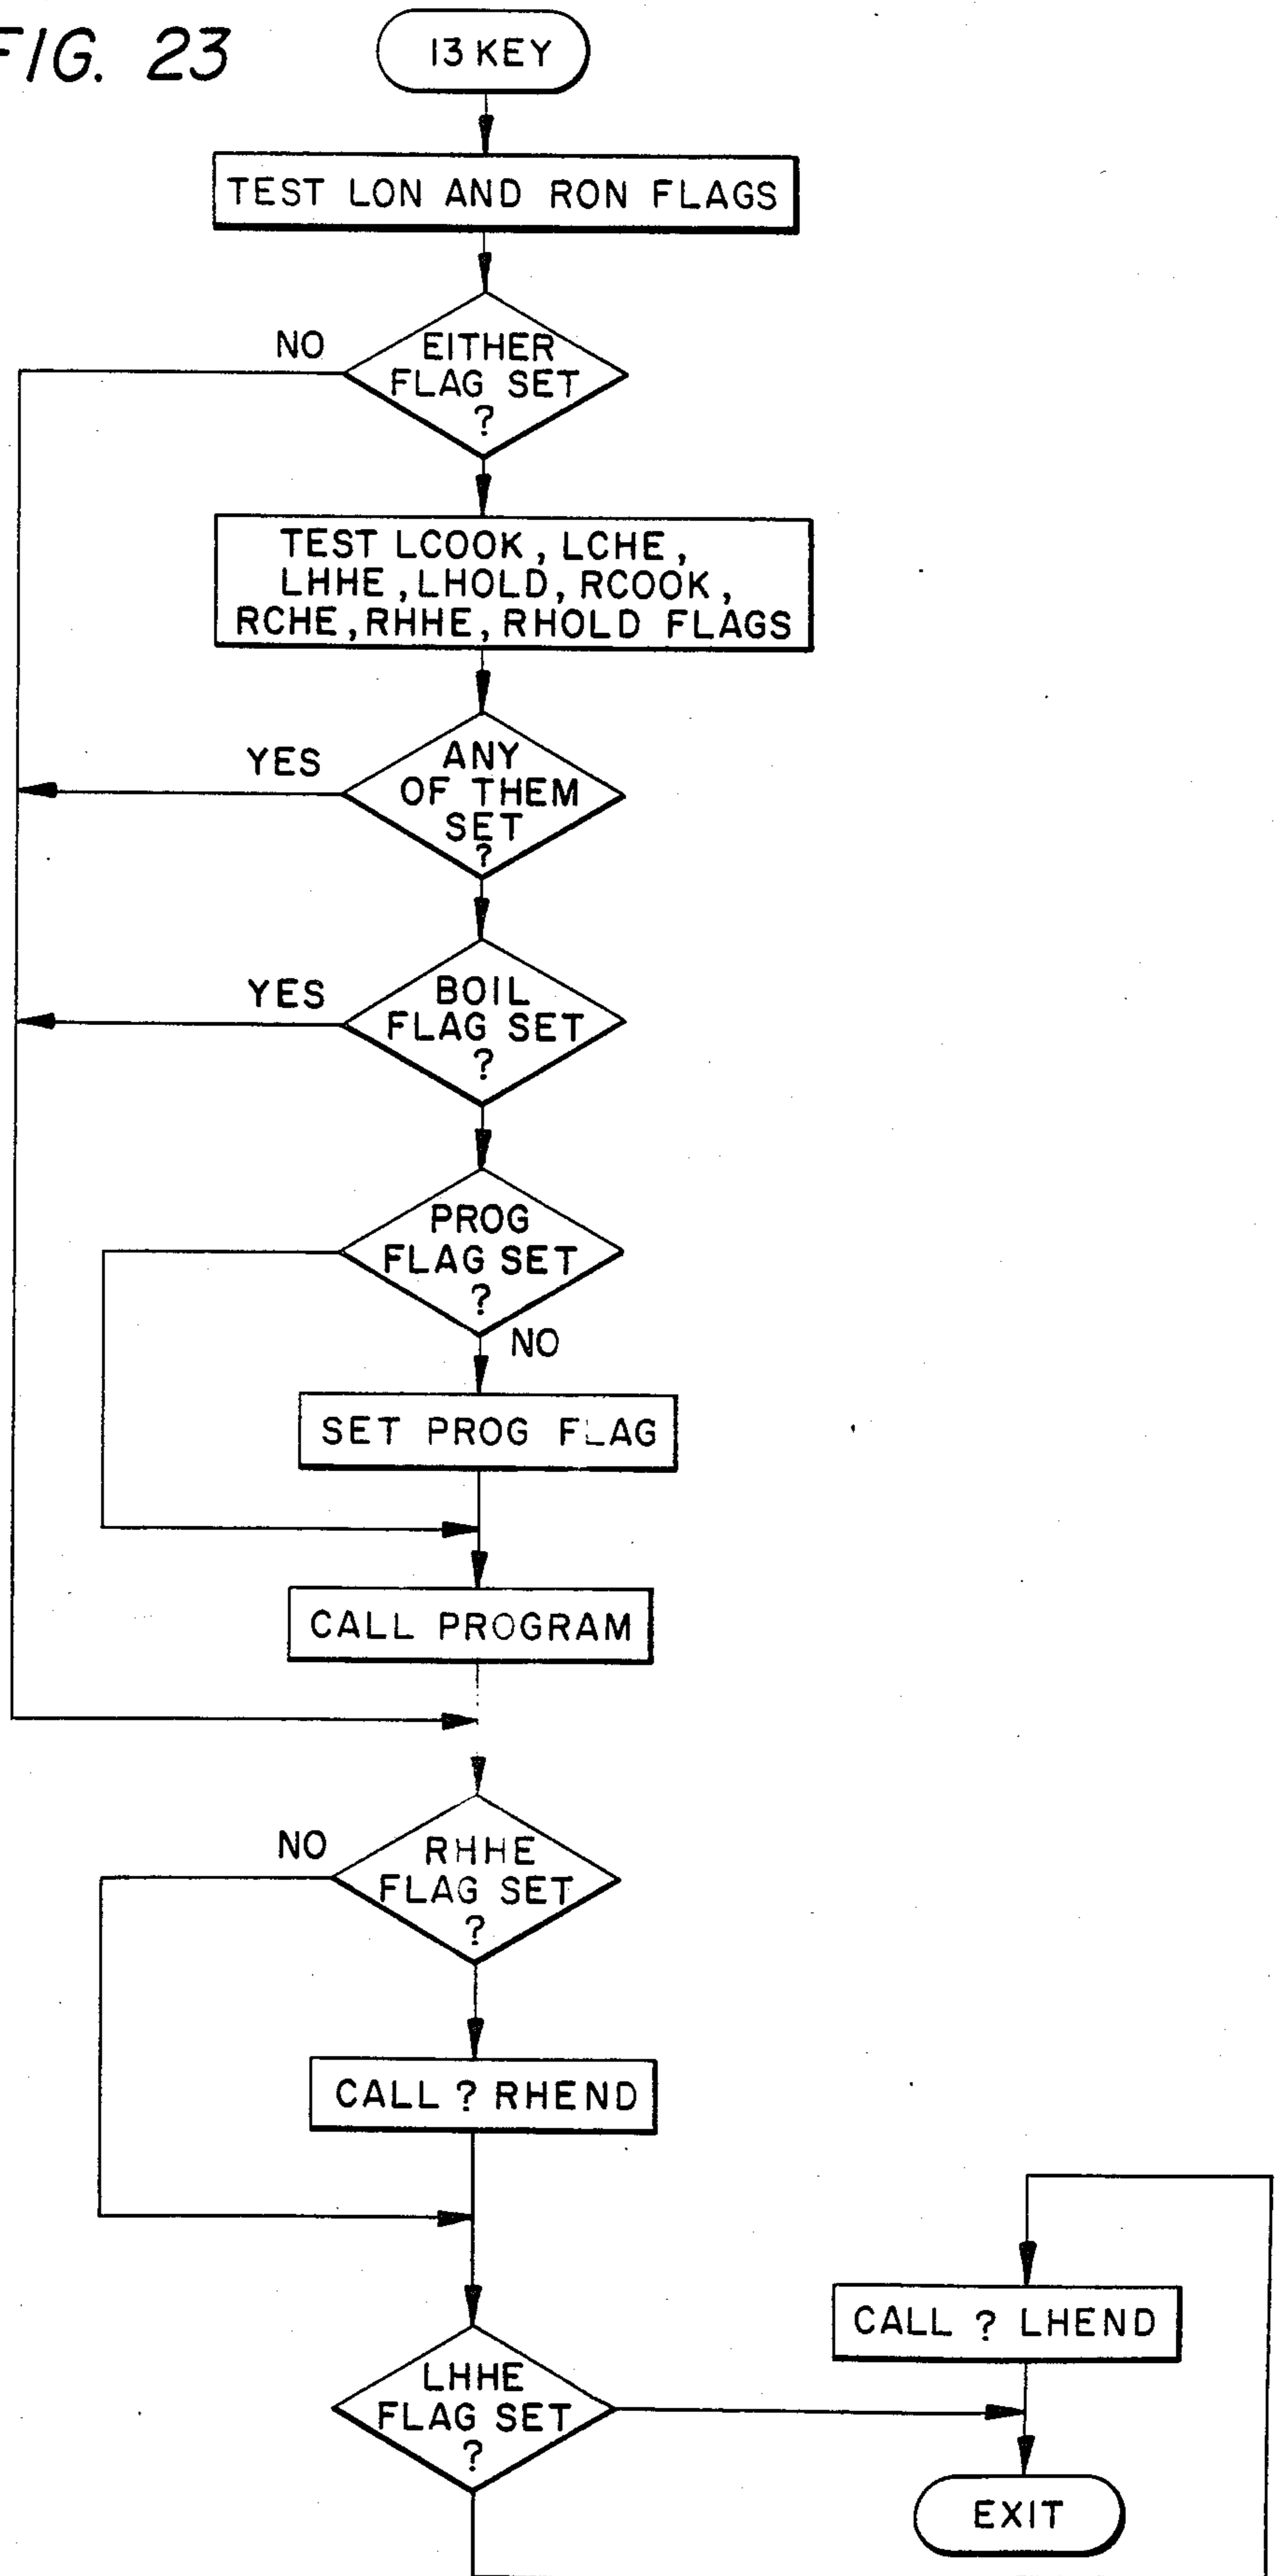 FIG. 23
13 KEY
TEST LON AND RON FLAGS
NO
EITHER
FLAG SET
?
TEST LCOOK, LCHE,
LHHE, LHOLD, RCOOK,
RCHE, RHHE, RHOLD FLAGS
YES
ANY
OF THEM
SET
?
YES
BOIL
FLAG SET
?
PROG
FLAG SET
?
NO
SET PROG FLAG
CALL PROGRAM
NO
RHHE
FLAG SET
?
CALL ? RHEND
CALL ? LHEND
LHHE
FLAG SET
?
EXIT